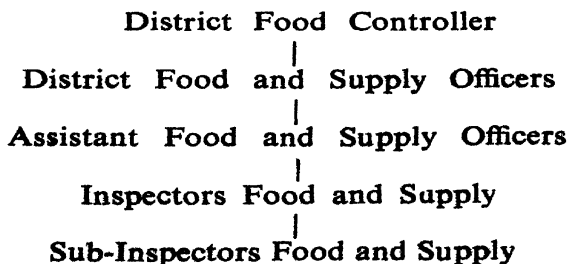 District Food Controller
District Food and Supply Officers
Assistant Food and Supply Officers
Inspectors Food and Supply
Sub-Inspectors Food and Supply